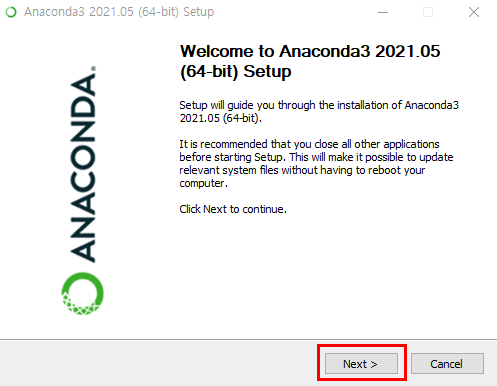 Anaconda3 2021.05 (64-bit) Setup
Welcome to Anaconda3 2021.05
(64-bit) Setup
Setup will guide you through the installation of Anaconda3
2021.05 (64-bit).
It is recommended that you close all other applications
before starting Setup. This will make it possible to update
relevant system files without having to reboot your
computer.
Click Next to continue.
ANACONDA.
Next >
Cancel